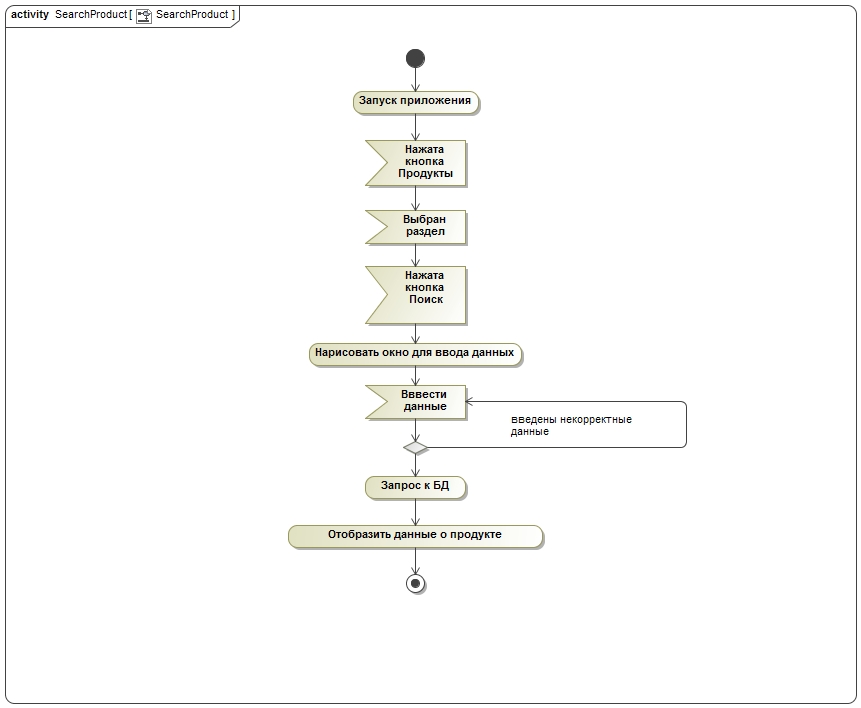 activity SearchProduct [ SearchProduct ]
Запуск приложения
Нажата
кнопка
Продукты
Выбран
раздел
Нажата
кнопка
Поиск
Нарисовать окно для ввода данных
Вввести
данные
введены некорректные
данные
Запрос к БД
Отобразить данные о продукте